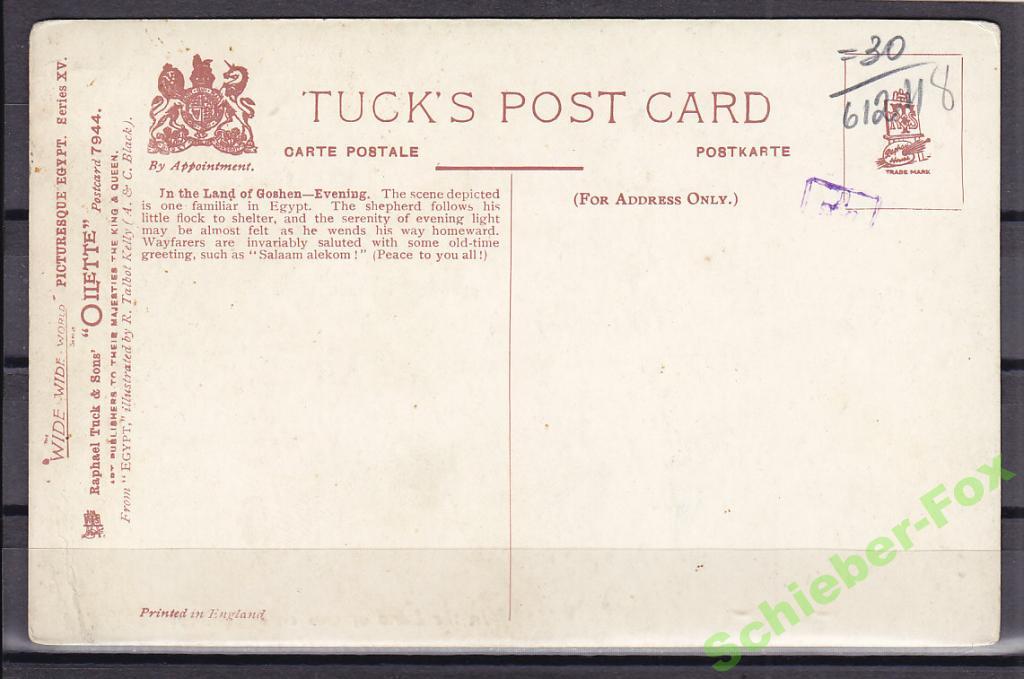 TUCK'S POST CARD
CARTE POSTALE
POSTKARTE
By Appointment.
(FOR ADDRESS ONLY.)
In the Land of Goshen—Evening. The scene depicted
is one familiar in Egypt. The shepherd follows his
little flock to shelter, and the serenity of evening light
may be almost felt as he wends his way homeward.
Wayfarers are invariably saluted with some old-time
greeting, such as "Salaam alekom!" (Peace to you all!)
THE WIDE-WIDE-WORLD PICTURESQUE EGYPT. Series XV.
Raphael Tuck & Sons' "OILETTE" Postcard 7944.
ART PUBLISHERS TO THEIR MAJESTIES THE KING & QUEEN.
From "EGYPT," illustrated by R. Talbot Kelly (A. & C. Black).
Printed in England
=30
TRADE MARK
Schieber-Fox